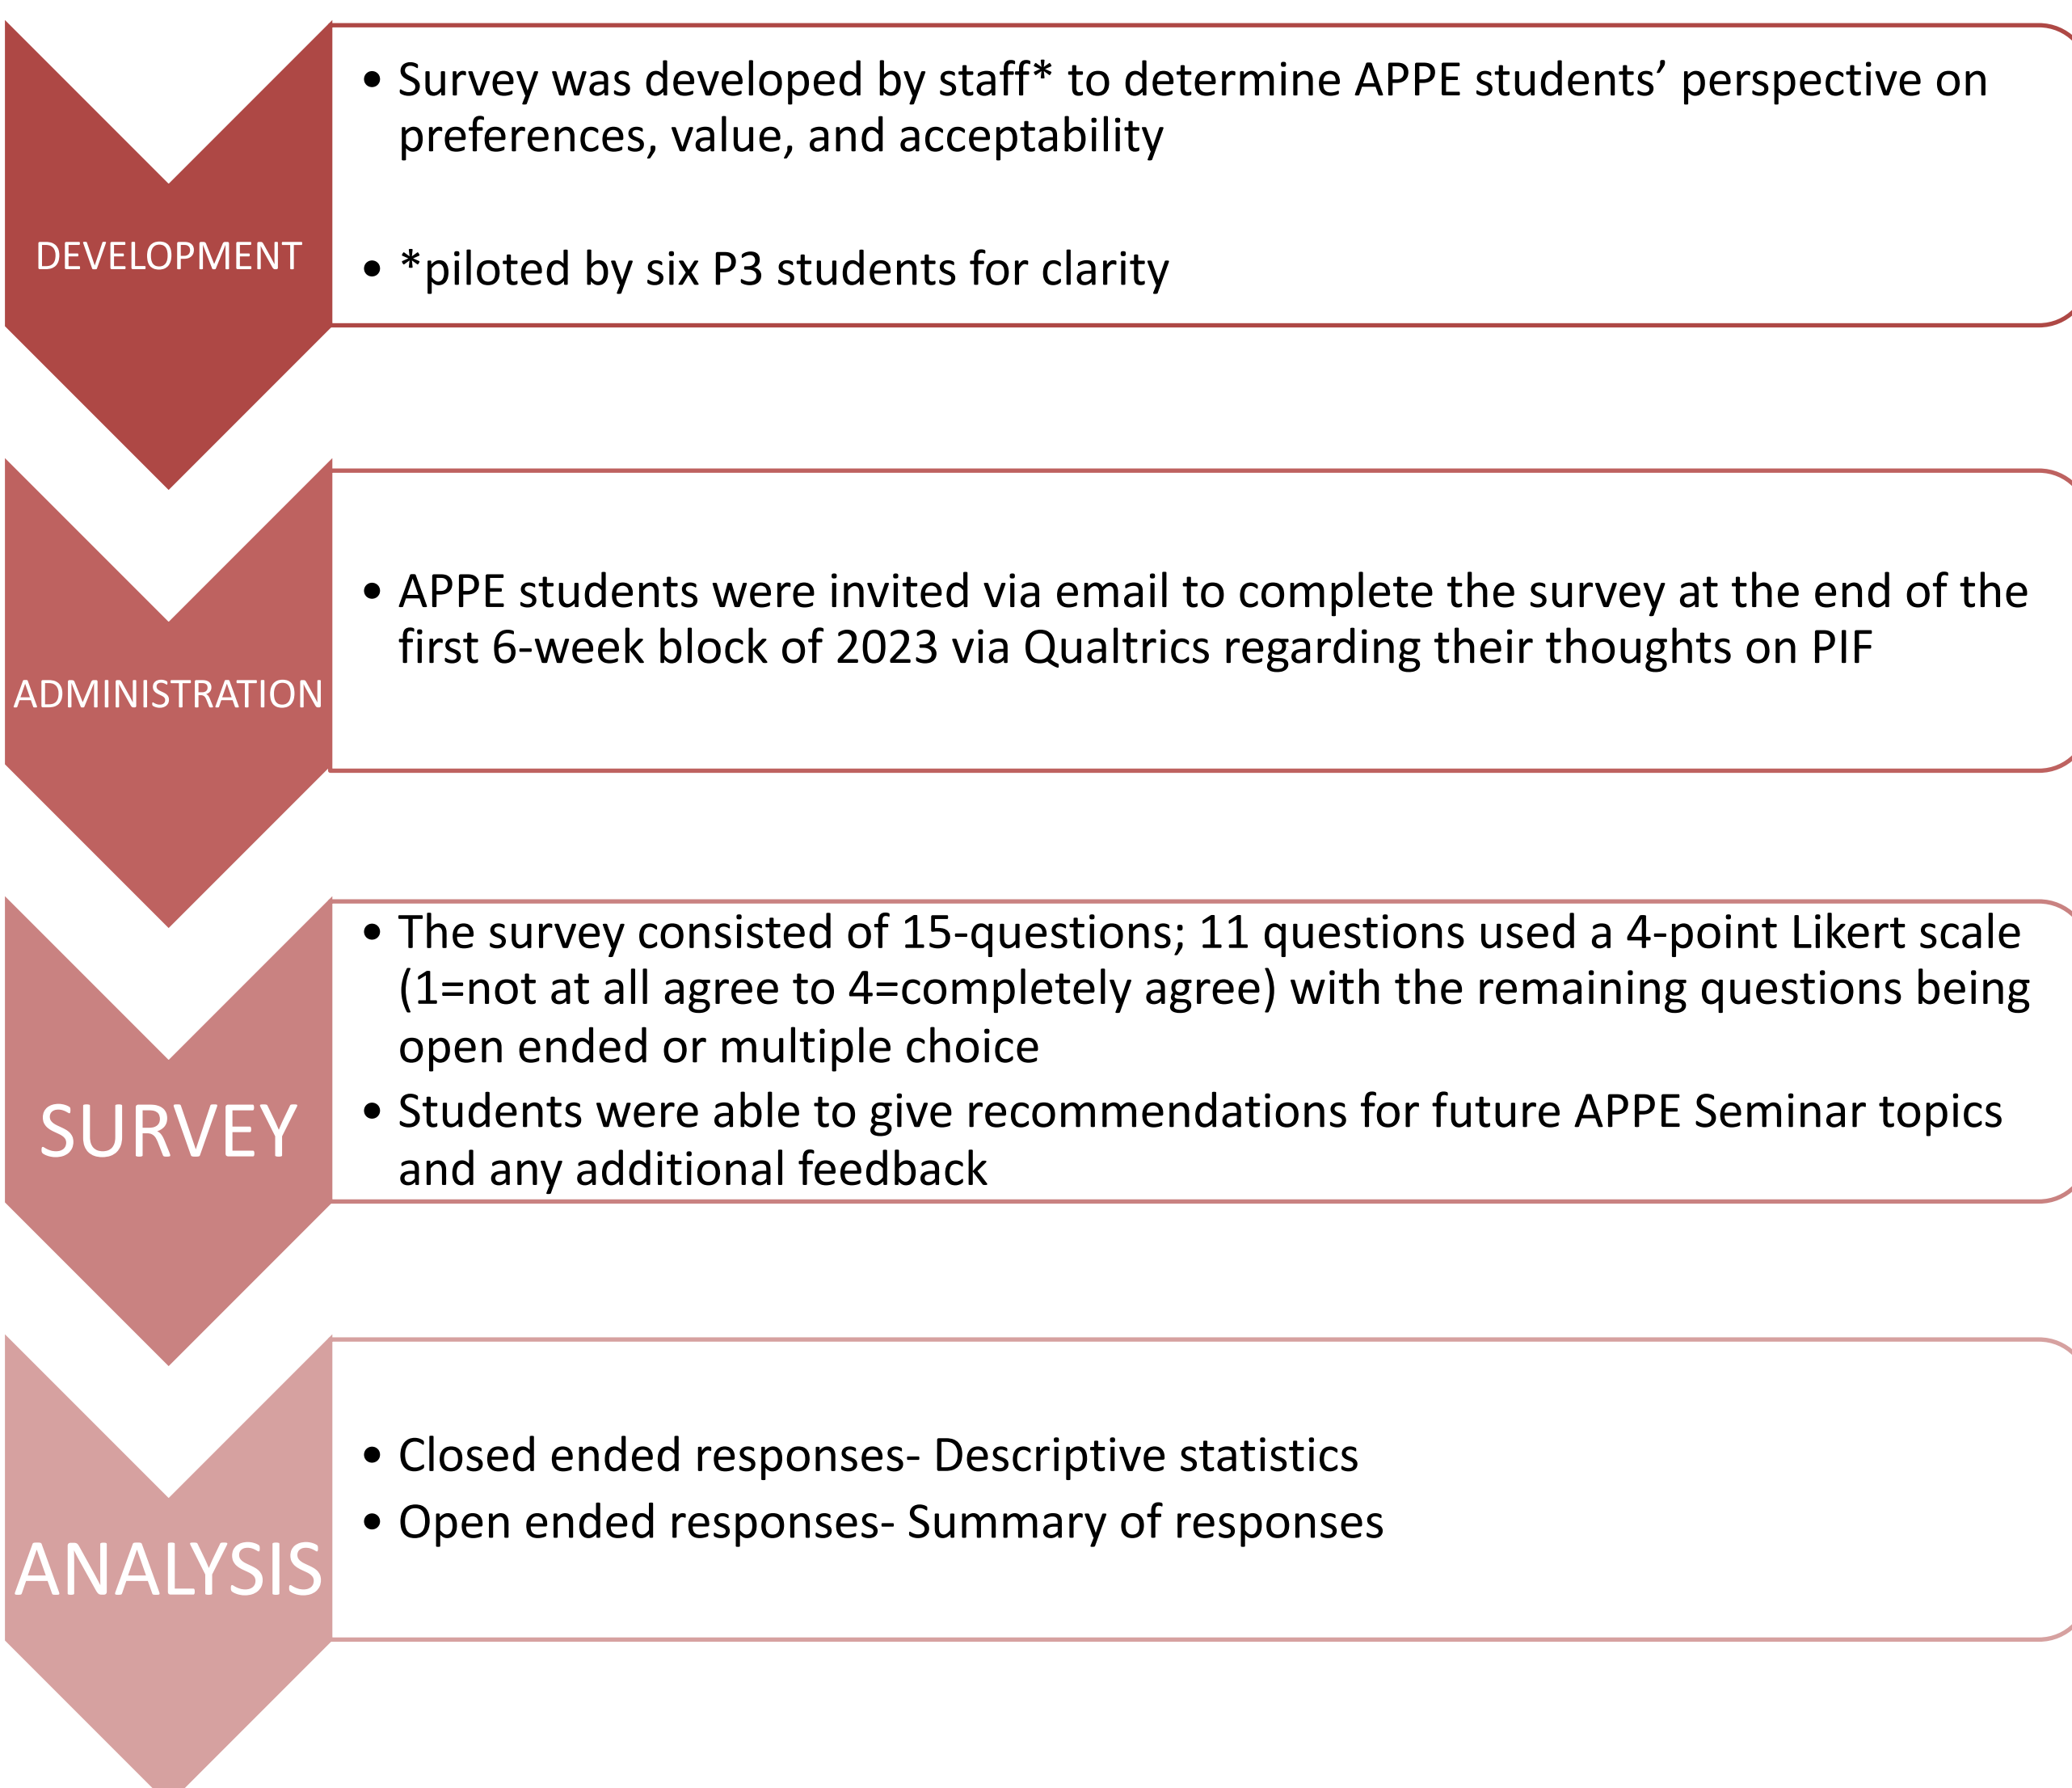 DEVELOPMENT
• Survey was developed by staff* to determine APPE students’ perspective on
preferences, value, and acceptability
• *piloted by six P3 students for clarity
ADMINISTRATION
• APPE students were invited via email to complete the survey at the end of the
first 6-week block of 2023 via Qualtrics regarding their thoughts on PIF
SURVEY
• The survey consisted of 15-questions; 11 questions used a 4-point Likert scale
(1=not at all agree to 4=completely agree) with the remaining questions being
open ended or multiple choice
• Students were able to give recommendations for future APPE Seminar topics
and any additional feedback
ANALYSIS
• Closed ended responses- Descriptive statistics
• Open ended responses- Summary of responses